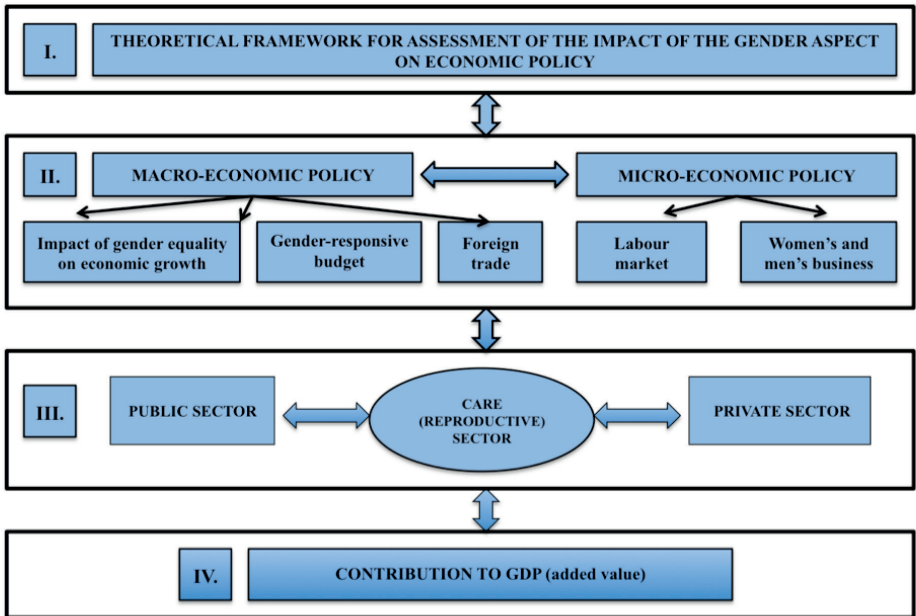 I.
THEORETICAL FRAMEWORK FOR ASSESSMENT OF THE IMPACT OF THE GENDER ASPECT
ON ECONOMIC POLICY
II.
MACRO-ECONOMIC POLICY
MICRO-ECONOMIC POLICY
Impact of gender equality
on economic growth
Gender-responsive
budget
Foreign
trade
Labour
market
Women’s and
men’s business
III.
PUBLIC SECTOR
CARE
(REPRODUCTIVE)
SECTOR
PRIVATE SECTOR
IV.
CONTRIBUTION TO GDP (added value)